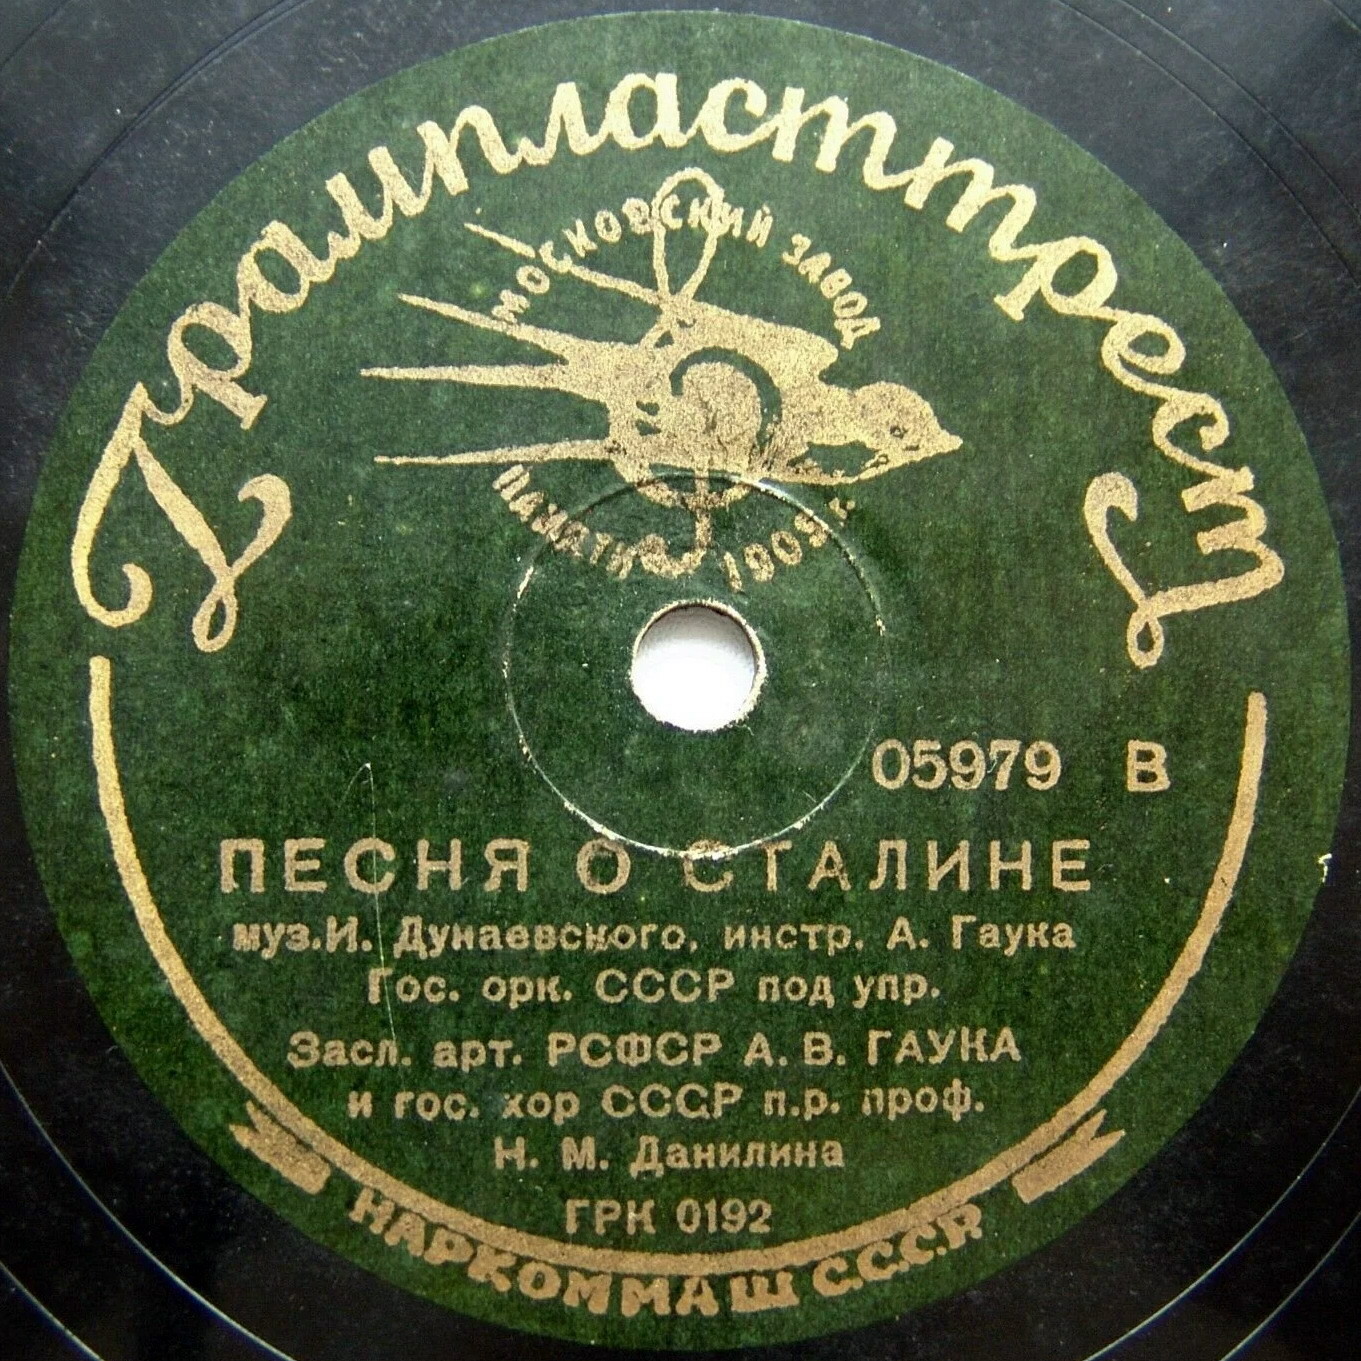 Грампласттрест
МОСКОВСКИЙ ЗАВОД
ПАМЯТИ 1905 г.
05979 В
ПЕСНЯ О СТАЛИНЕ
муз.И. Дунаевского, инстр. А. Гаука
Гос. орк. СССР под упр.
Засл. арт. РСФСР А. В. ГАУКА
и гос. хор СССР п.р. проф.
Н. М. Данилина
ГРК 0192
НАРКОММАШ С.С.С.Р.